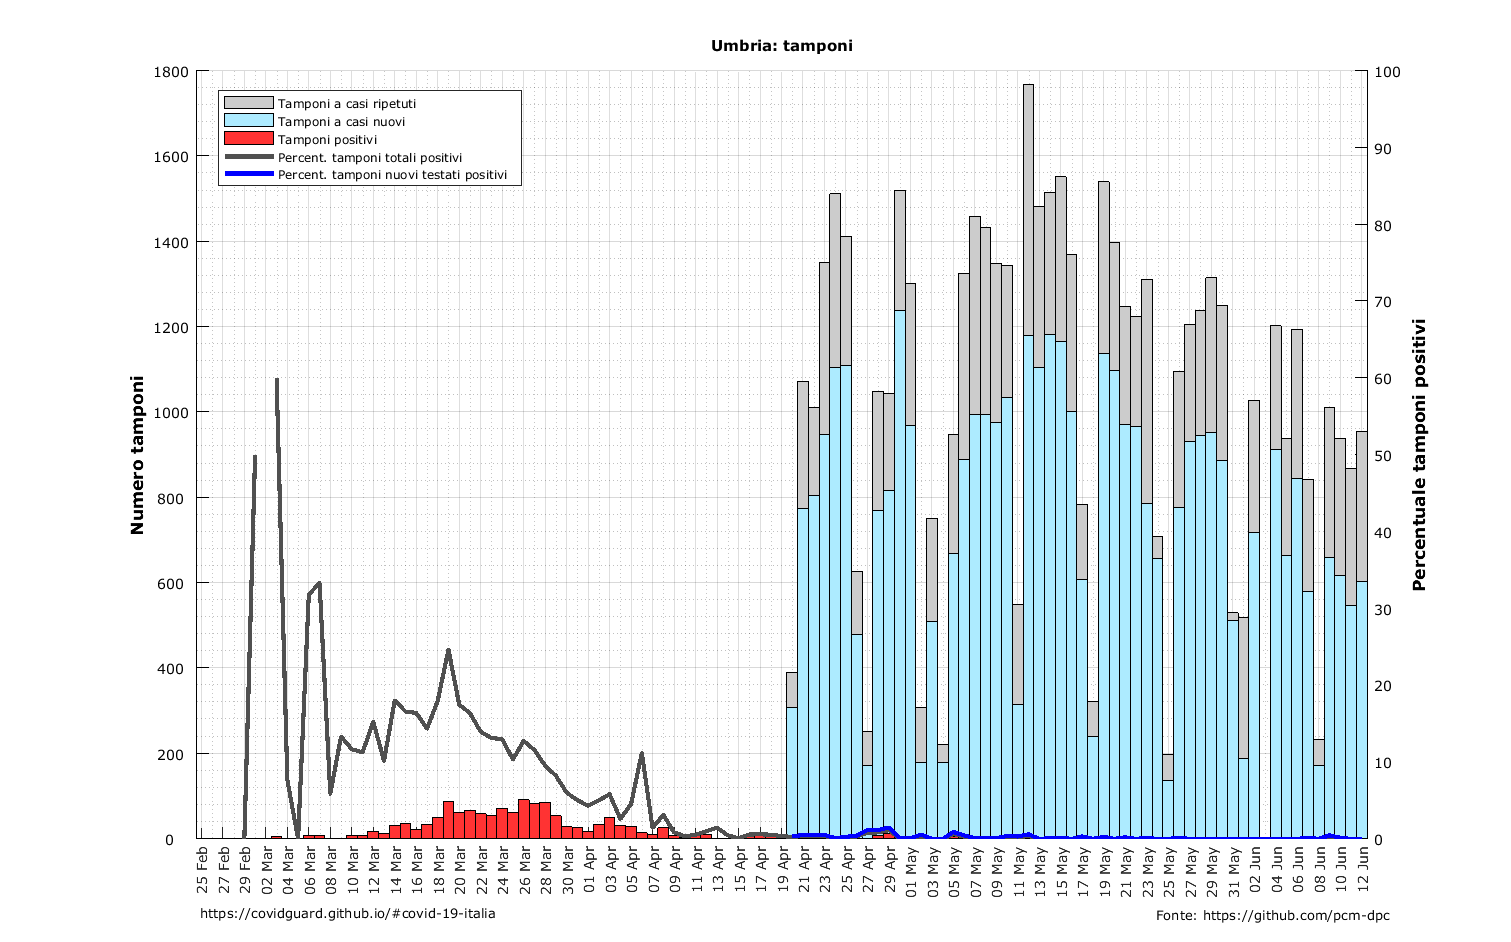 Umbria: tamponi
Tamponi a casi ripetuti
Tamponi a casi nuovi
Tamponi positivi
Percent. tamponi totali positivi
Percent. tamponi nuovi testati positivi
Numero tamponi
1800
1600
1400
1200
1000
800
600
400
200
0
100
90
80
70
60
50
40
30
20
10
0
Percentuale tamponi positivi
25 Feb
27 Feb
29 Feb
02 Mar
04 Mar
06 Mar
08 Mar
10 Mar
12 Mar
14 Mar
16 Mar
18 Mar
20 Mar
22 Mar
24 Mar
26 Mar
28 Mar
30 Mar
01 Apr
03 Apr
05 Apr
07 Apr
09 Apr
11 Apr
13 Apr
15 Apr
17 Apr
19 Apr
21 Apr
23 Apr
25 Apr
27 Apr
29 Apr
01 May
03 May
05 May
07 May
09 May
11 May
13 May
15 May
17 May
19 May
21 May
23 May
25 May
27 May
29 May
31 May
02 Jun
04 Jun
06 Jun
08 Jun
10 Jun
12 Jun
https://covidguard.github.io/#covid-19-italia
Fonte: https://github.com/pcm-dpc